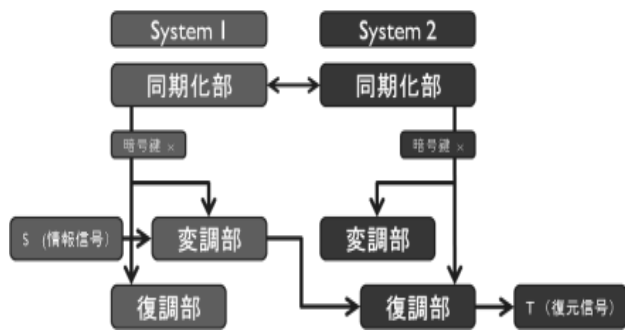 System 1
System 2
同期化部
同期化部
暗号鍵 ×
暗号鍵 ×
S (情報信号)
変調部
変調部
復調部
復調部
T (復元信号)